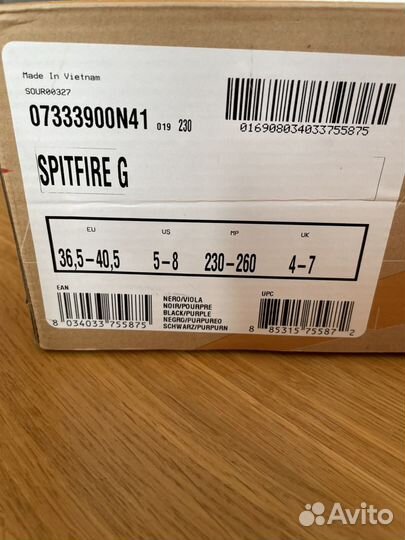 Made In Vietnam
SOUR00327
07333900N41 019 230
016908034033755875
SPITFIRE G
EU US MP UK
36,5-40,5 5-8 230-260 4-7
EAN
8 034033 755875
NERO/VIOLA
NOIR/POURPRE
BLACK/PURPLE
NEGRO/PURPUREO
SCHWARZ/PURPURN
UPC
8 85315 75587 2
Avito